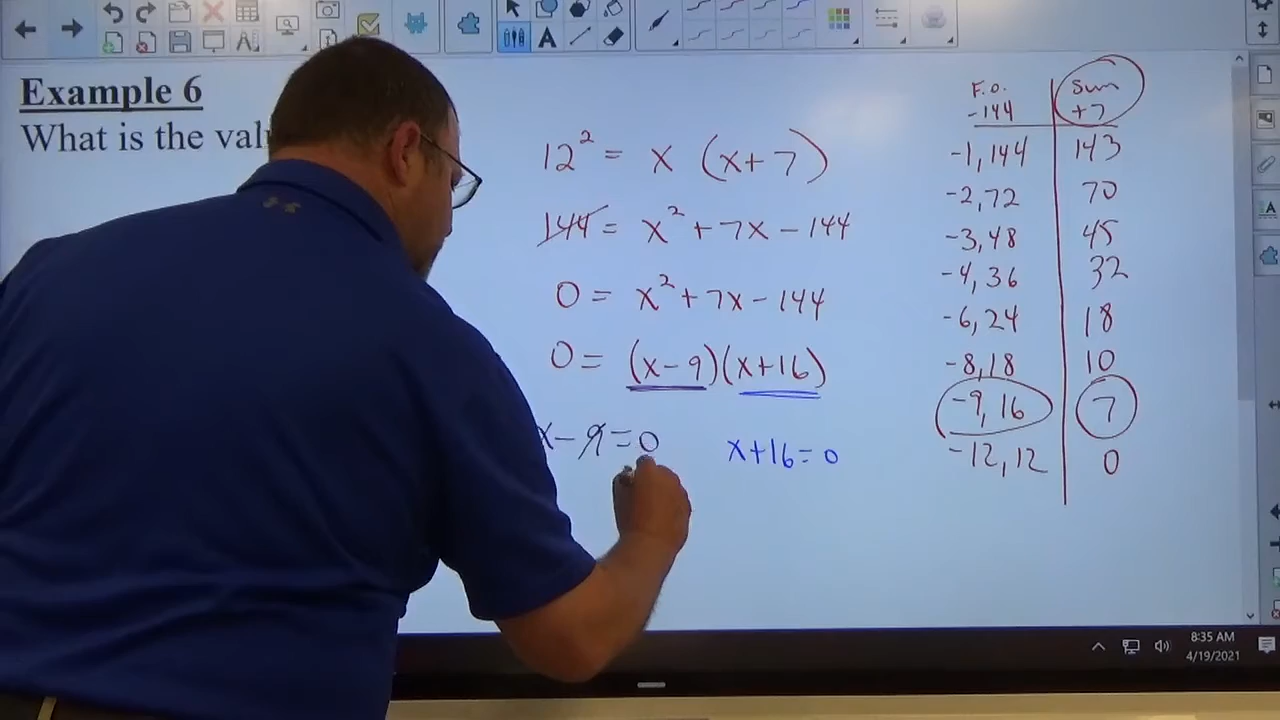 Example 6
What is the val
12² = x (x+7)
144 = x² + 7x - 144
0 = x² + 7x - 144
0 = (x-9)(x+16)
x-9=0
x+16=0
F.O. Sum
-144 +7
-1,144 143
-2,72 70
-3,48 45
-4,36 32
-6,24 18
-8,18 10
-9,16 7
-12,12 0
A
A
8:35 AM
4/19/2021